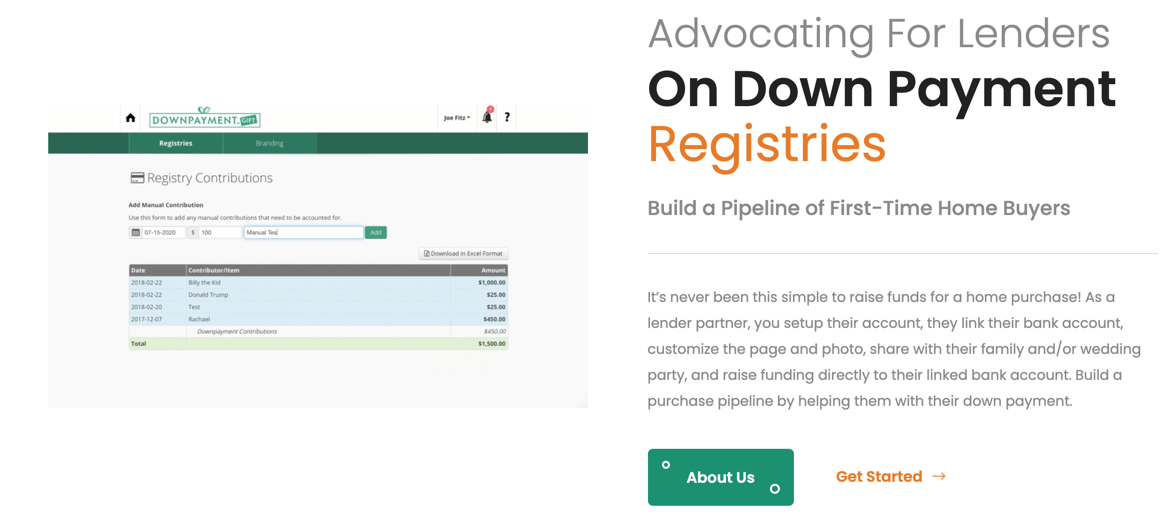 DOWNPAYMENT.GIFT
Joe Fitz
?
Registries
Branding
Registry Contributions
Add Manual Contribution
Use this form to add any manual contributions that need to be accounted for.
07-15-2020 $ 100 Manual Tes Add
Download in Excel Format
Date Contributor/Item Amount
2018-02-22 Billy the Kid $1,000.00
2018-02-22 Donald Trump $25.00
2018-02-20 Test $25.00
2017-12-07 Rachael $450.00
Downpayment Contributions $450.00
Total $1,500.00
Advocating For Lenders
On Down Payment
Registries
Build a Pipeline of First-Time Home Buyers
It’s never been this simple to raise funds for a home purchase! As a
lender partner, you setup their account, they link their bank account,
customize the page and photo, share with their family and/or wedding
party, and raise funding directly to their linked bank account. Build a
purchase pipeline by helping them with their down payment.
About Us
Get Started →